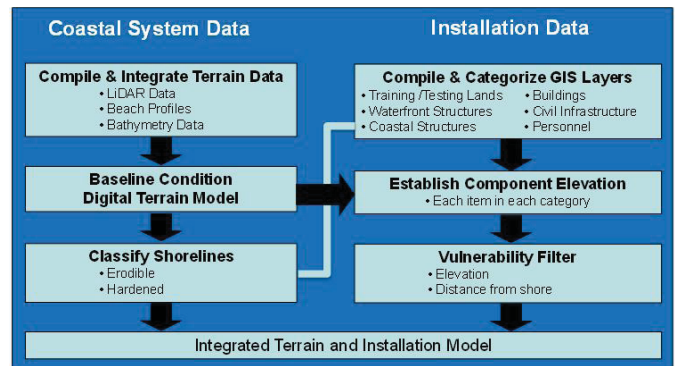 Coastal System Data
Installation Data
Compile & Integrate Terrain Data
• LiDAR Data
• Beach Profiles
• Bathymetry Data
Baseline Condition
Digital Terrain Model
Classify Shorelines
• Erodible
• Hardened
Compile & Categorize GIS Layers
• Training /Testing Lands
• Waterfront Structures
• Coastal Structures
• Buildings
• Civil Infrastructure
• Personnel
Establish Component Elevation
• Each item in each category
Vulnerability Filter
• Elevation
• Distance from shore
Integrated Terrain and Installation Model